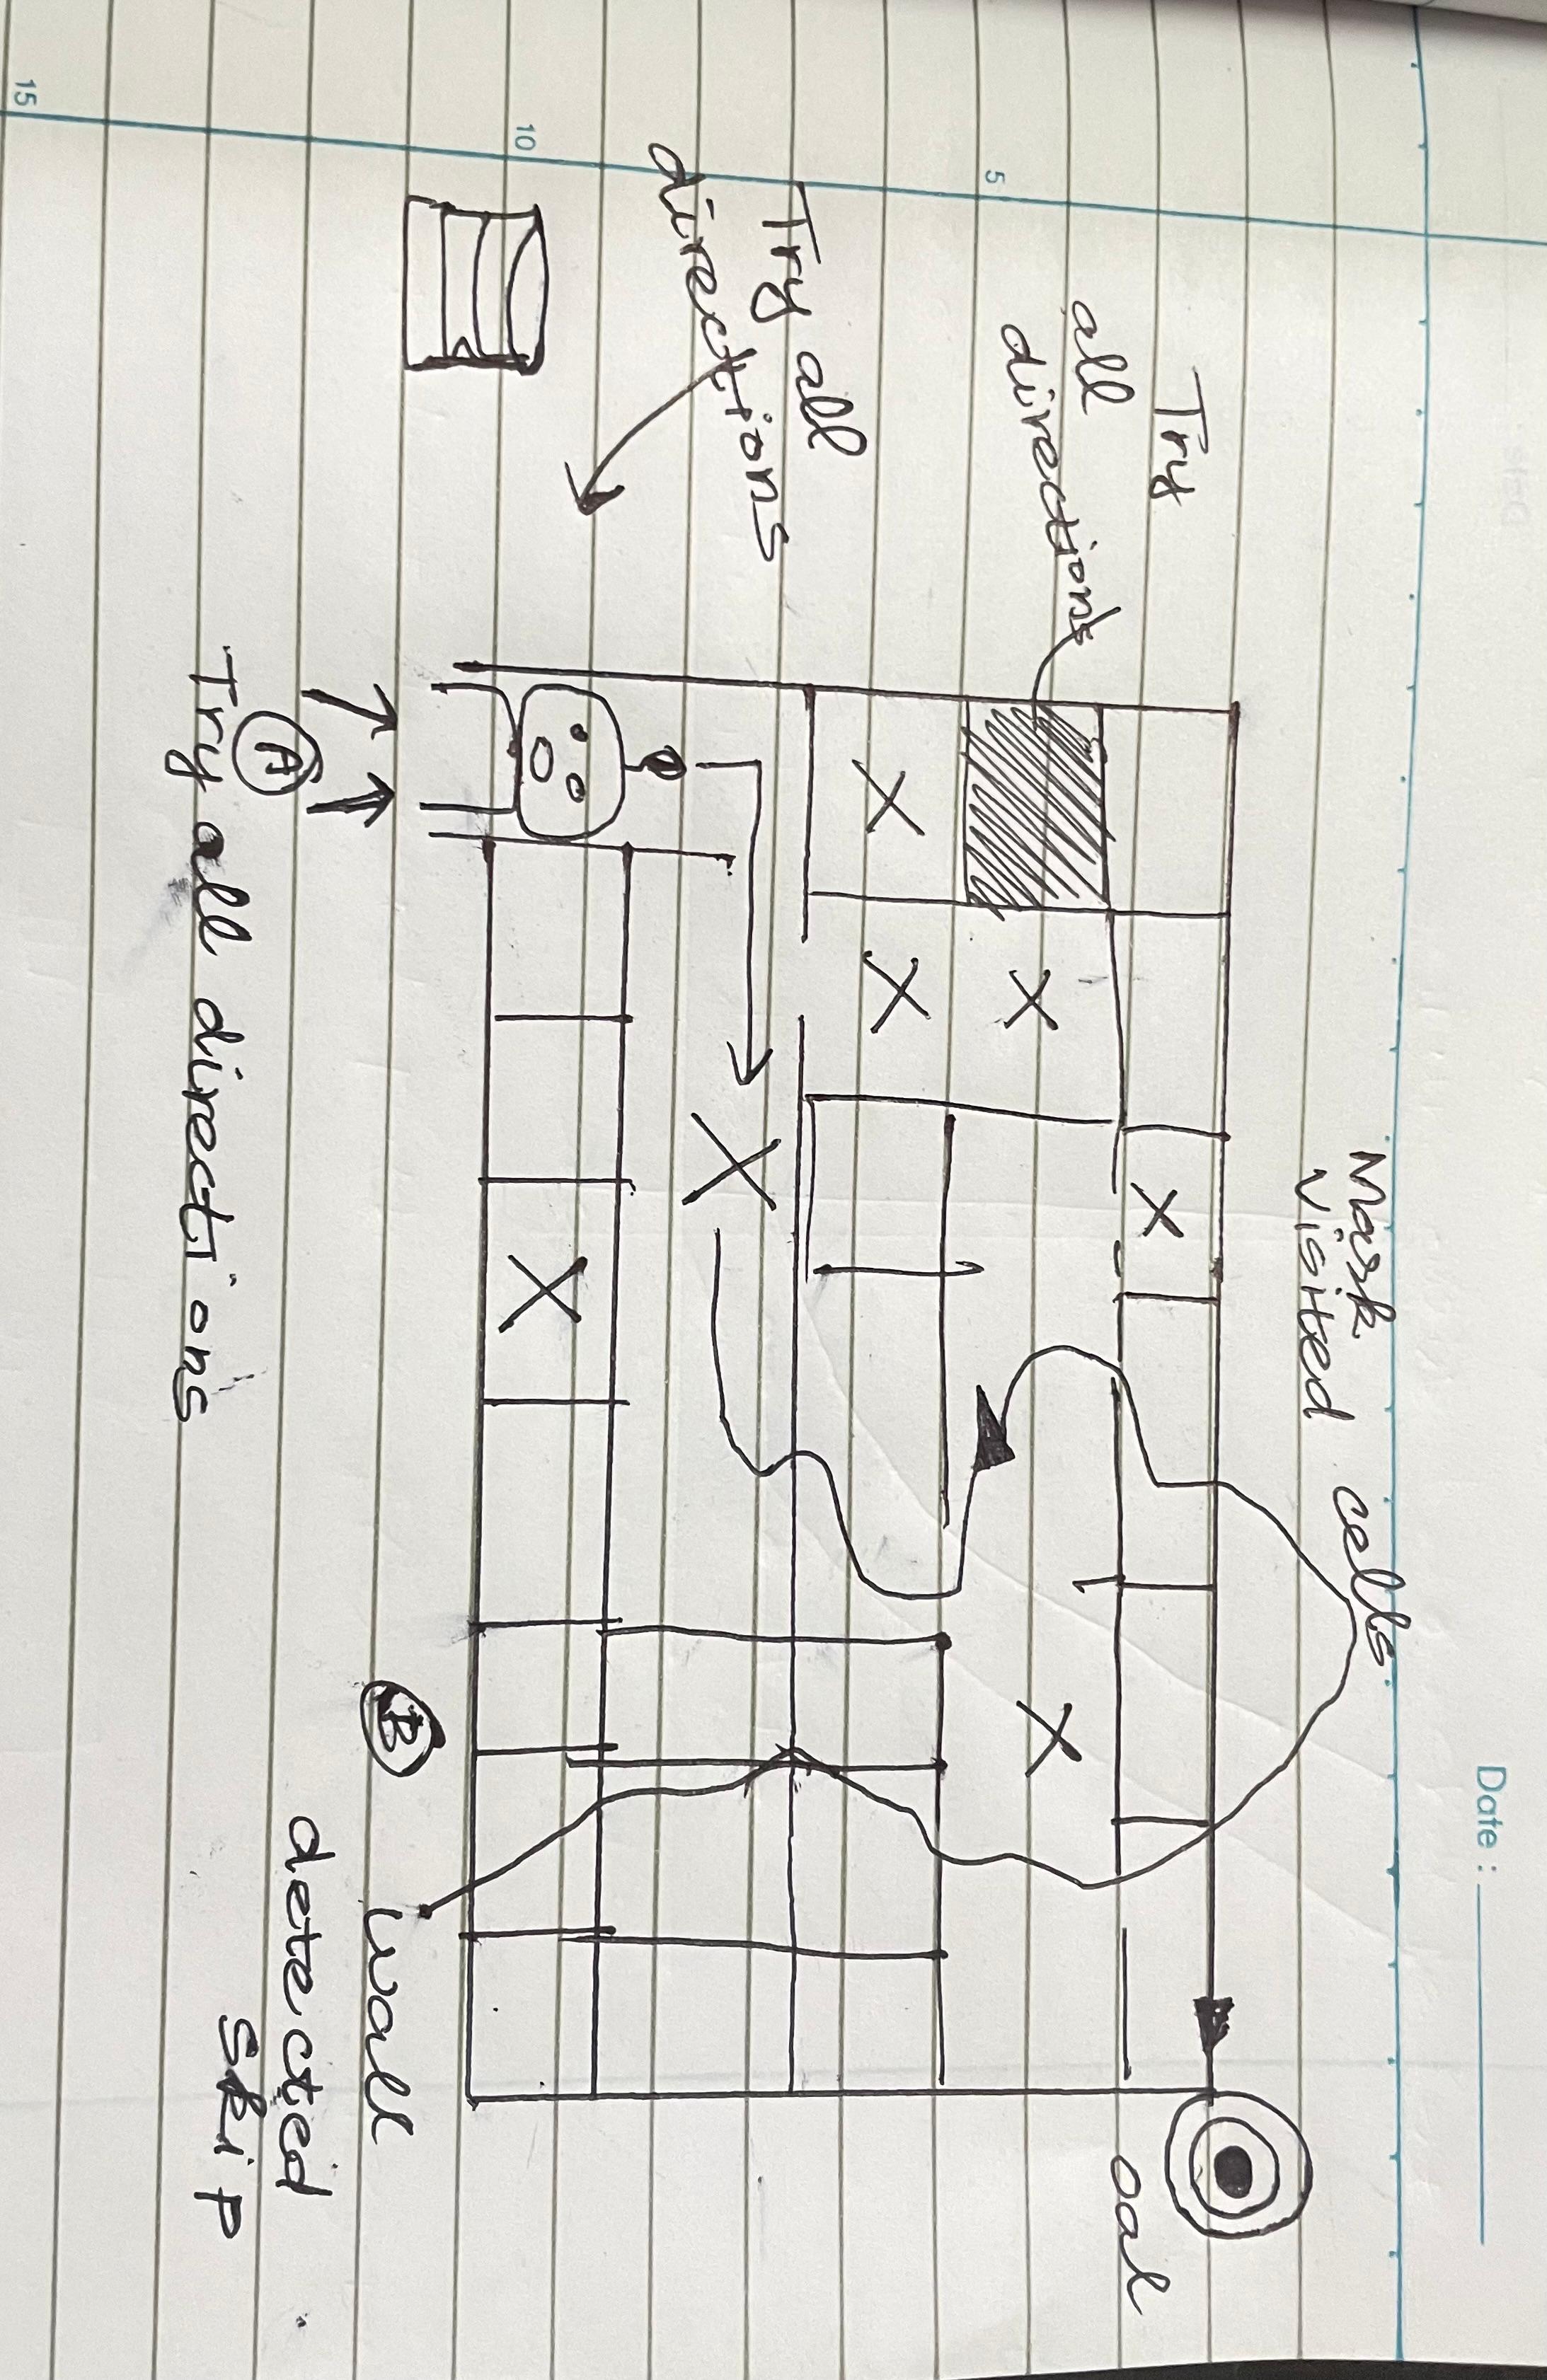 Date :
Mark cells
visited
Try
all
directions
5
Try all
directions
10
oal
A
B
Try all directions
wall
detected
skip
15